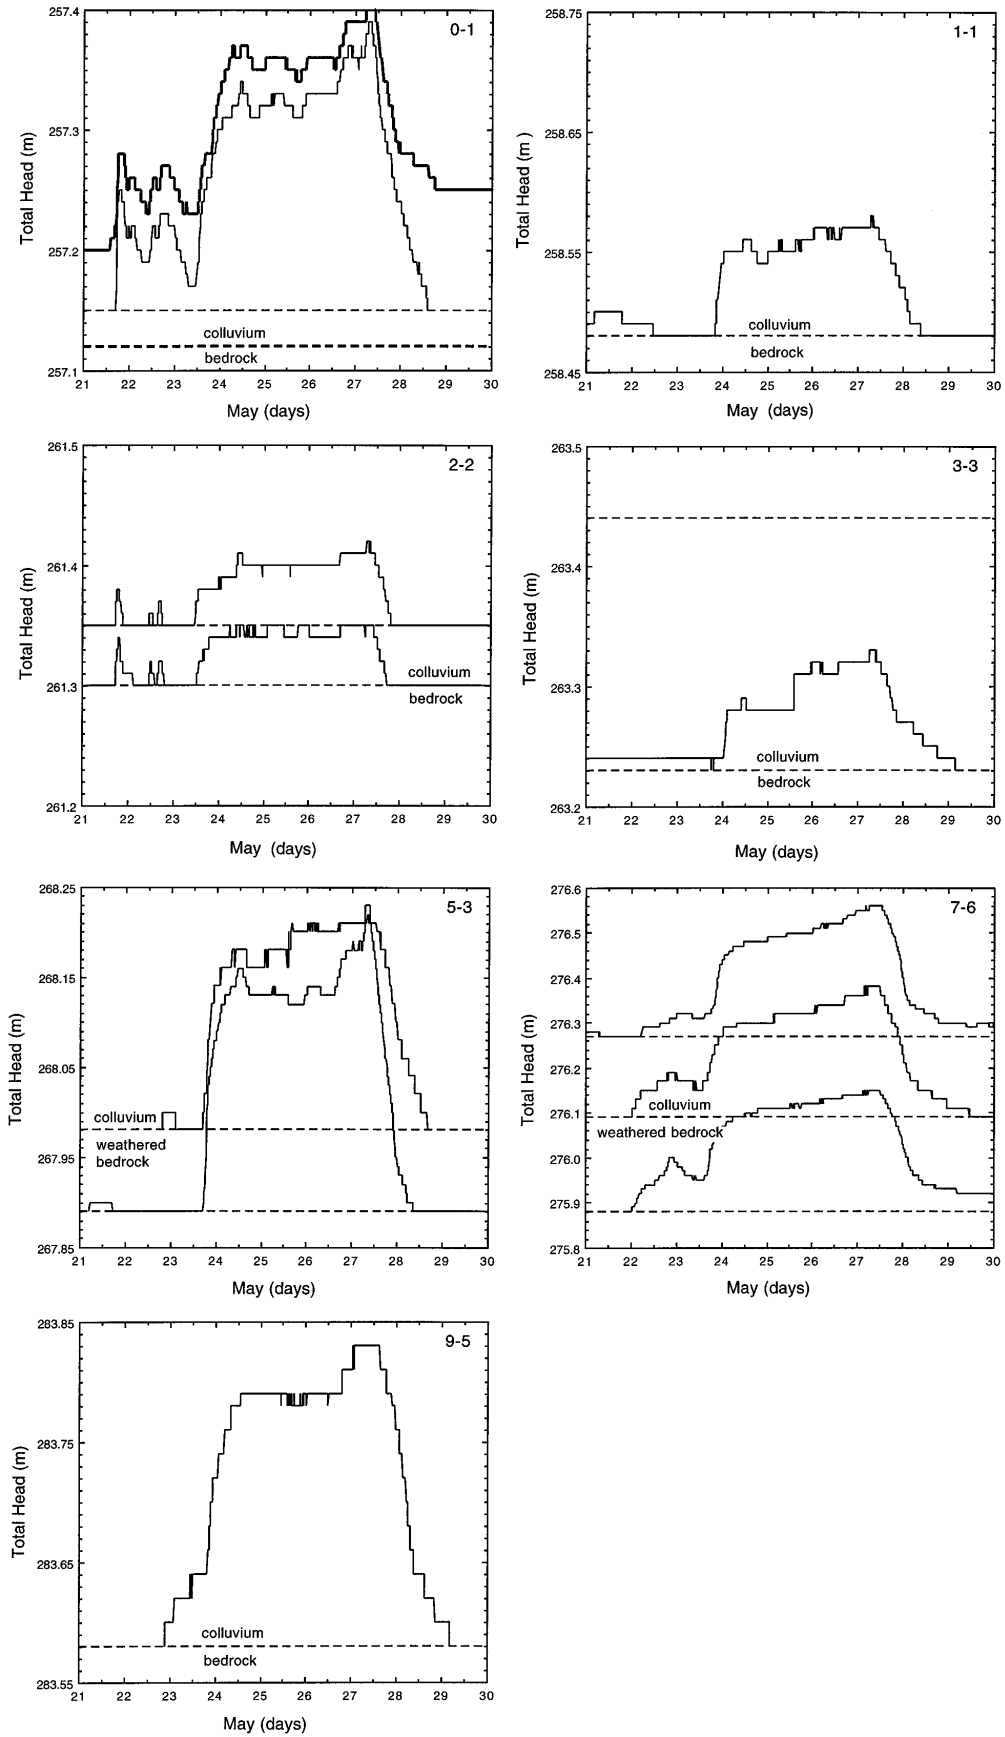 0-1
257.4
257.3
257.2
257.1
Total Head (m)
colluvium
bedrock
21 22 23 24 25 26 27 28 30
May (days)
1-1
258.75
258.65
258.55
258.45
Total Head (m )
colluvium
bedrock
21 22 23 24 25 26 27 28 30
May (days)
2-2
261.5
261.4
261.3
261.2
Total Head (m)
colluvium
bedrock
21 22 23 24 25 26 27 28 30
May (days)
3-3
263.5
263.4
263.3
263.2
Total Head (m)
colluvium
bedrock
21 22 23 24 25 26 27 28 30
May (days)
5-3
268.25
268.15
268.05
267.95
267.85
Total Head (m)
colluvium
weathered
bedrock
21 22 23 24 25 26 27 28 30
May (days)
7-6
276.6
276.5
276.4
276.3
276.2
276.1
276.0
275.9
275.8
Total Head (m)
colluvium
weathered bedrock
21 22 23 24 25 26 27 28 30
May (days)
9-5
283.85
283.75
283.65
283.55
Total Head (m)
colluvium
bedrock
21 22 23 24 25 26 27 28 30
May (days)